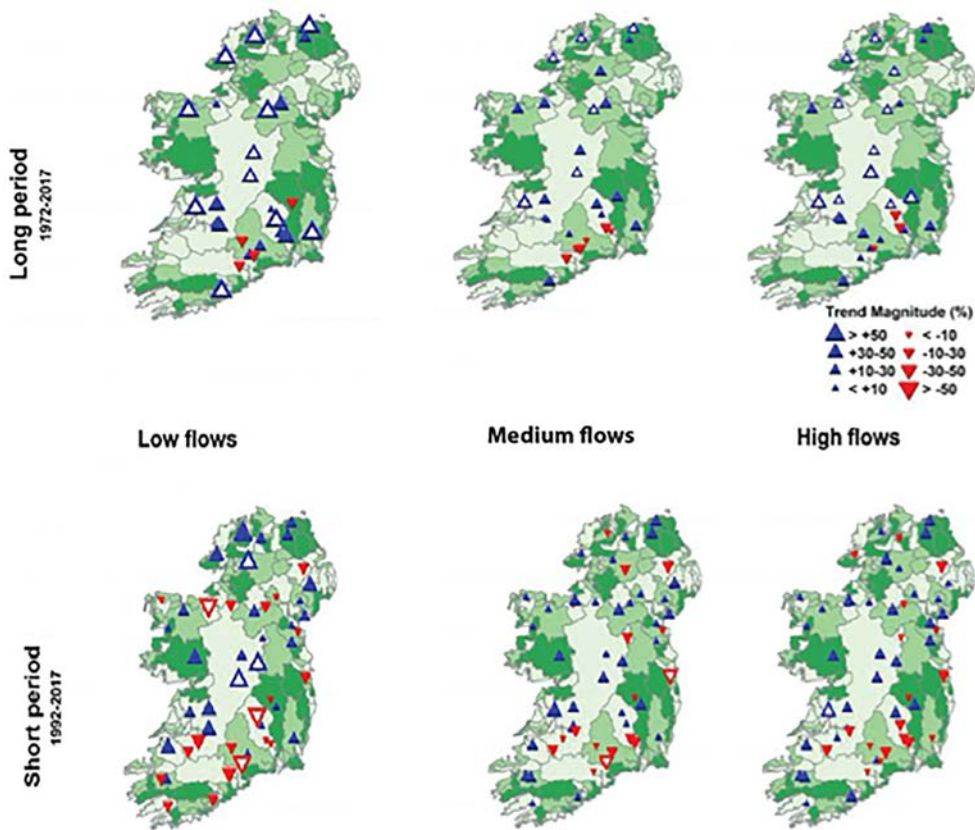 Long period
1972-2017
Trend Magnitude (%)
> +50 < -10
+30-50 -10-30
+10-30 -30-50
< +10 > -50
Low flows Medium flows High flows
Short period
1992-2017